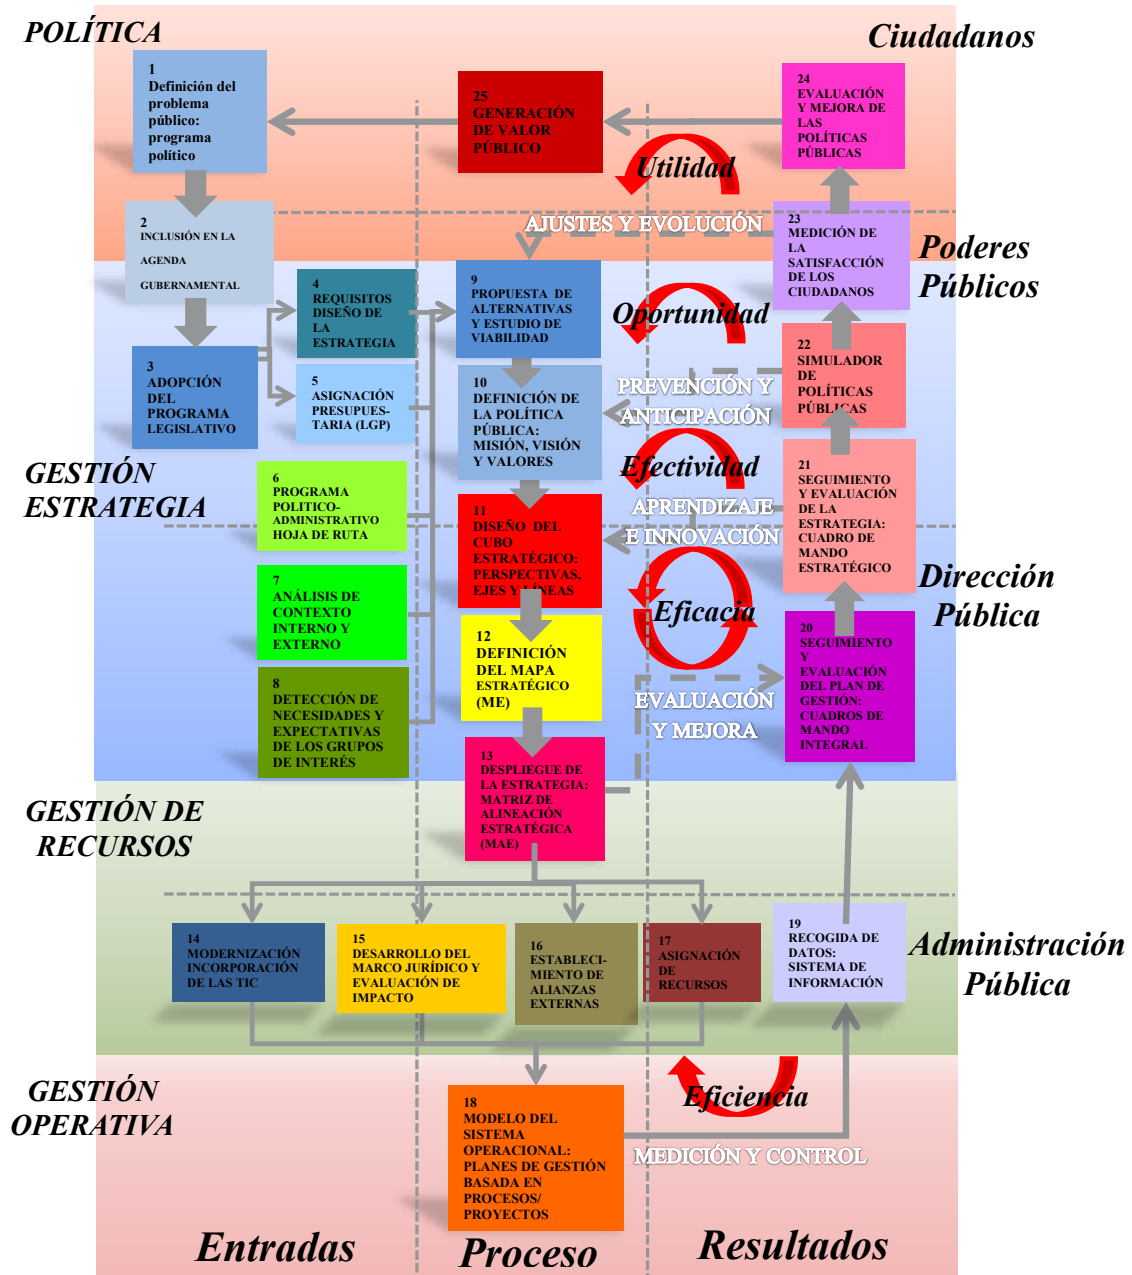 POLÍTICA
Ciudadanos
1
Definición del
problema
público:
programa
político
25
GENERACIÓN
DE VALOR
PÚBLICO
24
EVALUACIÓN
Y MEJORA DE
LAS
POLÍTICAS
PÚBLICAS
Utilidad
2
INCLUSIÓN EN LA
AGENDA
GUBERNAMENTAL
AJUSTES Y EVOLUCIÓN
23
MEDICIÓN DE
LA
SATISFACCIÓN
DE LOS
CIUDADANOS
Poderes
Públicos
3
ADOPCIÓN
DEL
PROGRAMA
LEGISLATIVO
4
REQUISITOS
DISEÑO DE
LA
ESTRATEGIA
5
ASIGNACIÓN
PRESUPUES-
TARIA (LGP)
9
PROPUESTA DE
ALTERNATIVAS
Y ESTUDIO DE
VIABILIDAD
Oportunidad
22
SIMULADOR
DE
POLÍTICAS
PÚBLICAS
10
DEFINICIÓN DE
LA POLÍTICA
PÚBLICA:
MISIÓN, VISIÓN
Y VALORES
PREVENCIÓN Y
ANTICIPACIÓN
GESTIÓN
ESTRATEGIA
6
PROGRAMA
POLITICO-
ADMINISTRATIVO
HOJA DE RUTA
Efectividad
21
SEGUIMIENTO
Y EVALUACIÓN
DE LA
ESTRATEGIA:
CUADRO DE
MANDO
ESTRATÉGICO
11
DISEÑO DEL
CUBO
ESTRATÉGICO:
PERSPECTIVAS,
EJES Y LÍNEAS
APRENDIZAJE
E INNOVACIÓN
Dirección
Pública
7
ANÁLISIS DE
CONTEXTO
INTERNO Y
EXTERNO
Eficacia
12
DEFINICIÓN
DEL MAPA
ESTRATÉGICO
(ME)
20
SEGUIMIENTO
Y
EVALUACIÓN
DEL PLAN DE
GESTIÓN:
CUADROS DE
MANDO
INTEGRAL
8
DETECCIÓN DE
NECESIDADES Y
EXPECTATIVAS
DE LOS GRUPOS
DE INTERÉS
EVALUACIÓN
Y MEJORA
13
DESPLIEGUE DE
LA ESTRATEGIA:
MATRIZ DE
ALINEACIÓN
ESTRATÉGICA
(MAE)
GESTIÓN DE
RECURSOS
14
MODERNIZACIÓN
INCORPORACIÓN
DE LAS TIC
15
DESARROLLO DEL
MARCO JURÍDICO Y
EVALUACIÓN DE
IMPACTO
16
ESTABLECI-
MIENTO DE
ALIANZAS
EXTERNAS
17
ASIGNACIÓN
DE
RECURSOS
19
RECOGIDA DE
DATOS:
SISTEMA DE
INFORMACIÓN
Administración
Pública
GESTIÓN
OPERATIVA
Eficiencia
18
MODELO DEL
SISTEMA
OPERACIONAL:
PLANES DE GESTIÓN
BASADA EN
PROCESOS/
PROYECTOS
MEDICIÓN Y CONTROL
Entradas
Proceso
Resultados